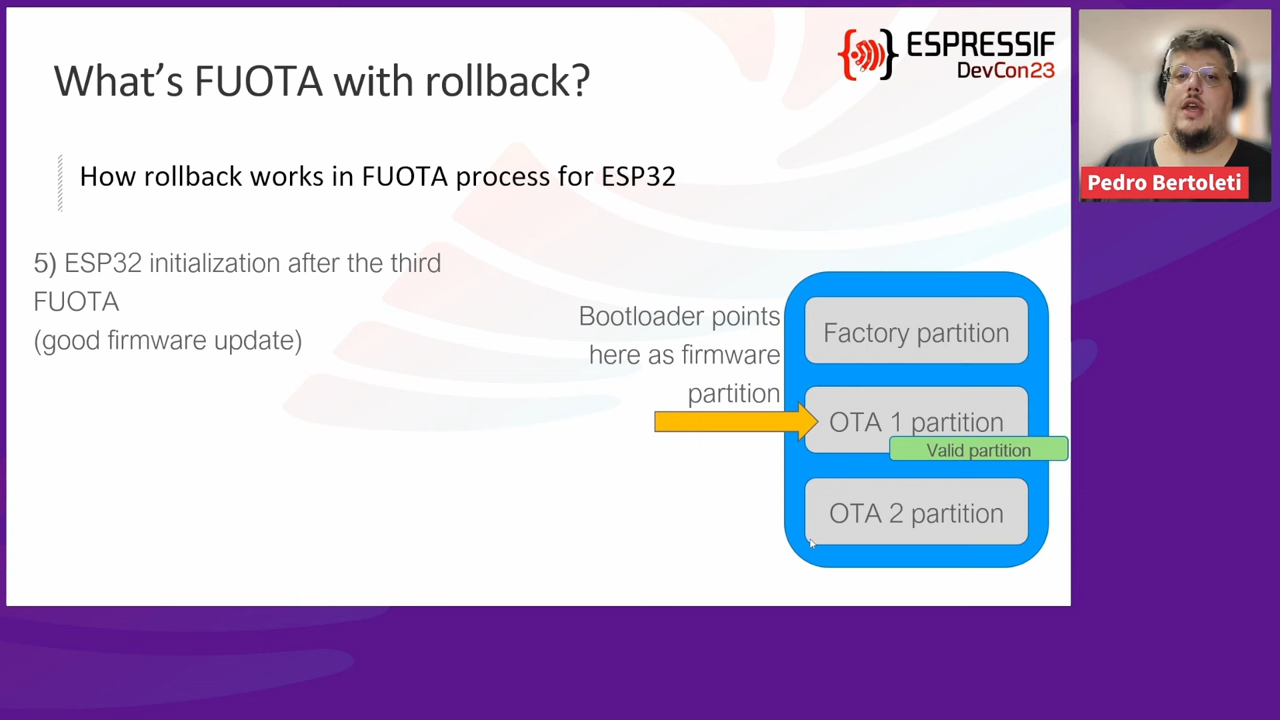 What's FUOTA with rollback?
ESPRESSIF
DevCon23
How rollback works in FUOTA process for ESP32
5) ESP32 initialization after the third
FUOTA
(good firmware update)
Bootloader points
here as firmware
partition
Factory partition
OTA 1 partition
Valid partition
OTA 2 partition
Pedro Bertoleti